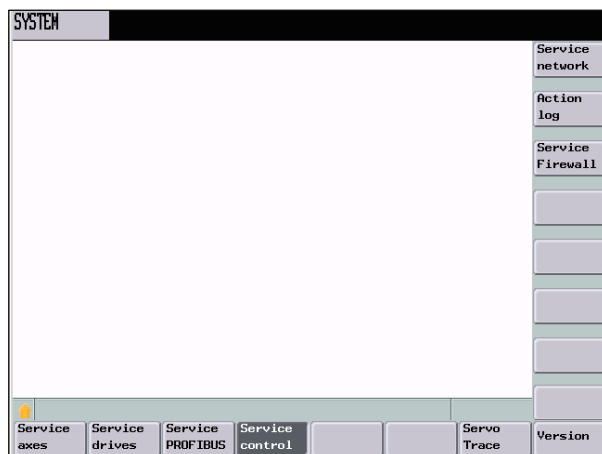 SYSTEM
Service
network
Action
log
Service
Firewall
Service
axes
Service
drives
Service
PROFIBUS
Service
control
Servo
Trace
Version